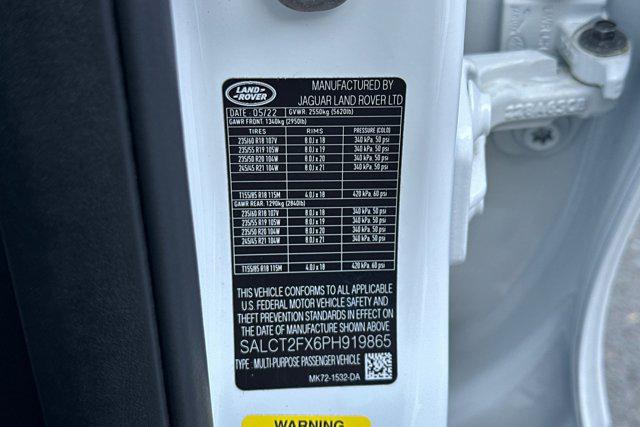 LAND-
-ROVER
MANUFACTURED BY
JAGUAR LAND ROVER LTD
DATE 05/22 GVWR. 2550kg (5620lb)
GAWR FRONT. 1340kg (2950lb)
TIRES RIMS PRESSURE (COLD)
235/60 R18 107V 8.0J x 18 340 kPa. 50 psi
235/55 R19 105W 8.0J x 19 340 kPa. 50 psi
235/50 R20 104W 8.0J x 20 340 kPa. 50 psi
245/45 R21 104W 8.0J x 21 340 kPa. 50 psi
T155/85 R18 115M 4.0J x 18 420 kPa. 60 psi
GAWR REAR. 1290kg (2840lb)
235/60 R18 107V 8.0J x 18 340 kPa. 50 psi
235/55 R19 105W 8.0J x 19 340 kPa. 50 psi
235/50 R20 104W 8.0J x 20 340 kPa. 50 psi
245/45 R21 104W 8.0J x 21 340 kPa. 50 psi
T155/85 R18 115M 4.0J x 18 420 kPa. 60 psi
THIS VEHICLE CONFORMS TO ALL APPLICABLE
U.S. FEDERAL MOTOR VEHICLE SAFETY AND
THEFT PREVENTION STANDARDS IN EFFECT ON
THE DATE OF MANUFACTURE SHOWN ABOVE
SALCT2FX6PH919865
TYPE : MULTI-PURPOSE PASSENGER VEHICLE
MK72-1532-DA
WARNING